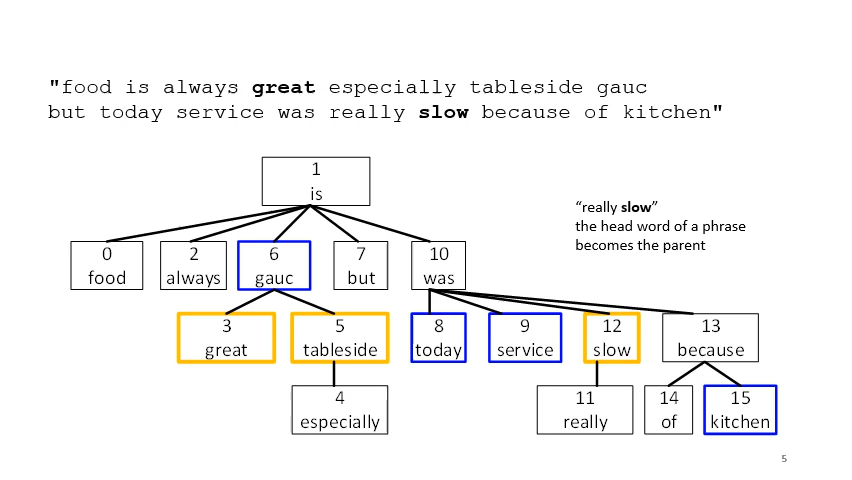 "food is always great especially tableside gauc
but today service was really slow because of kitchen"
1
is
“really slow”
the head word of a phrase
becomes the parent
0
food
2
always
6
gauc
7
but
10
was
3
great
5
tableside
8
today
9
service
12
slow
13
because
4
especially
11
really
14
of
15
kitchen
5